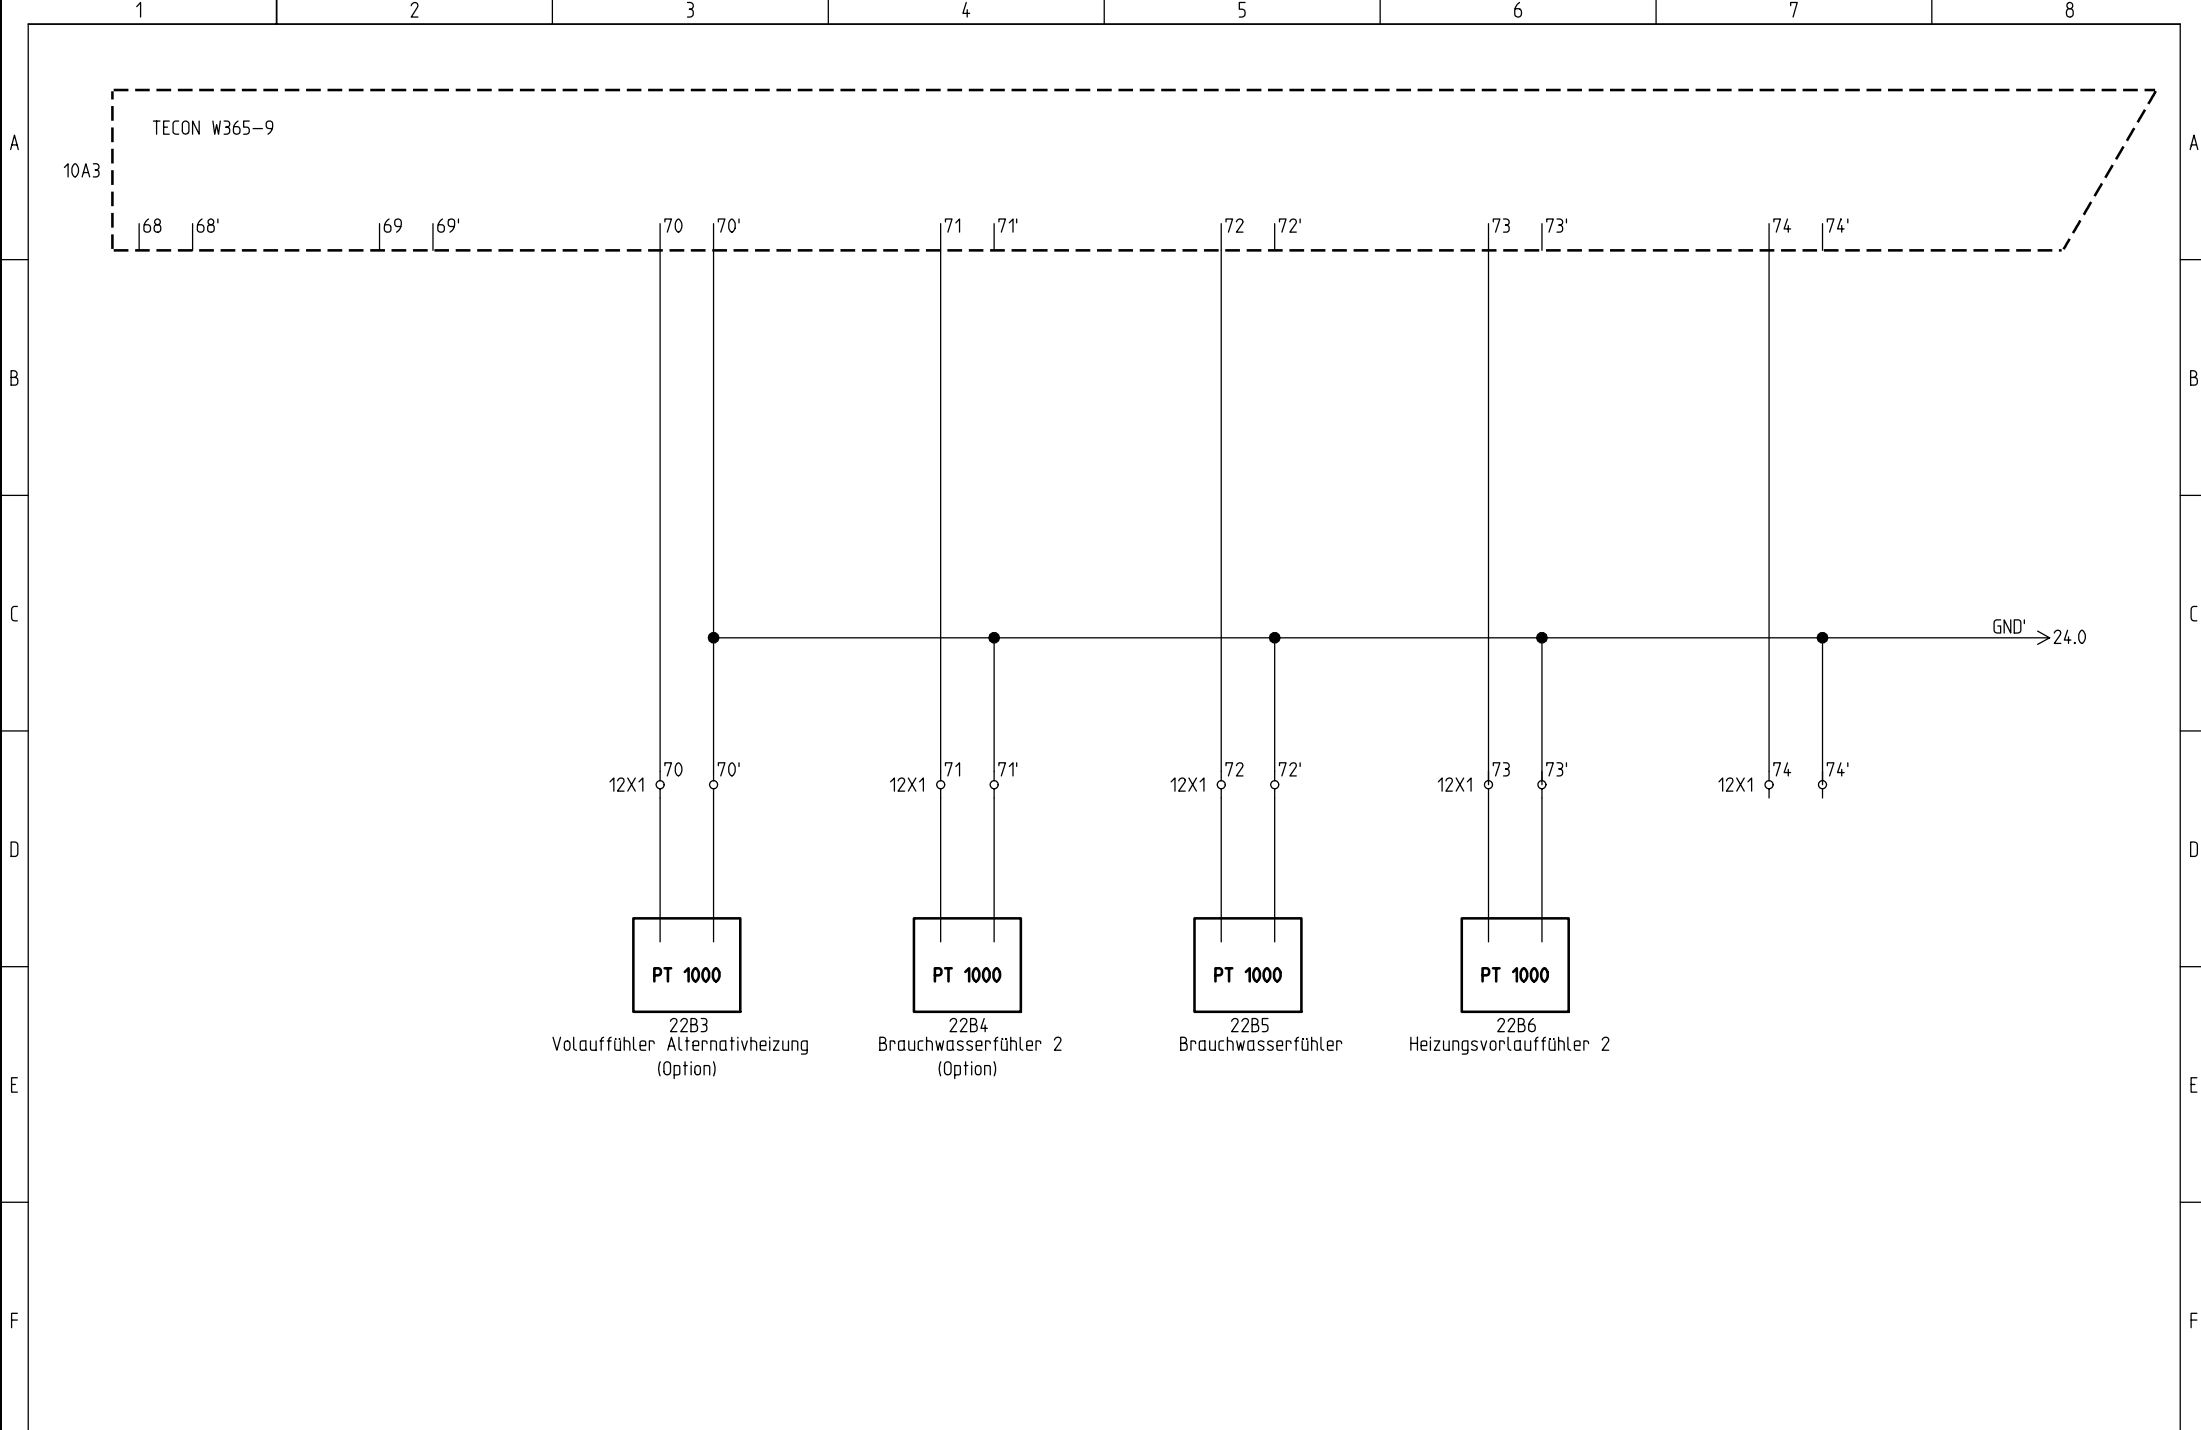 1 2 3 4 5 6 7 8
TECON W365-9
A A
10A3
68 68' 69 69' 70 70' 71 71' 72 72' 73 73' 74 74'
B B
C C
GND'
24.0
70 70' 71 71' 72 72' 73 73' 74 74'
12X1 12X1 12X1 12X1 12X1
D D
PT 1000 PT 1000 PT 1000 PT 1000
22B3 22B4 22B5 22B6
Volauffühler Alternativheizung Brauchwasserfühler 2 Brauchwasserfühler Heizungsvorlauffühler 2
(Option) (Option)
E E
F F